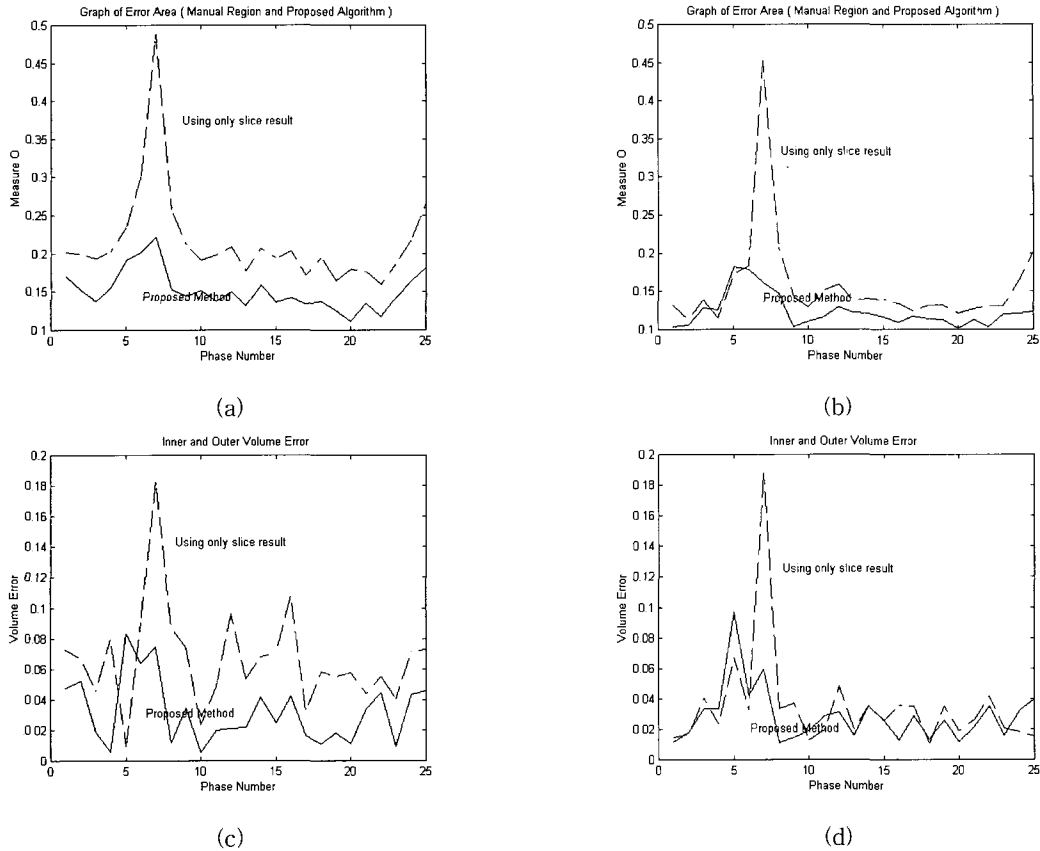 Graph of Error Area ( Manual Region and Proposed Algorithm )
0.5
0.45
0.4
0.35
0.3
0.25
0.2
0.15
0.1
Measure O
Using only slice result
Proposed Method
0 5 10 15 20 25
Phase Number
(a)
Graph of Error Area ( Manual Region and Proposed Algorithm )
0.5
0.45
0.4
0.35
0.3
0.25
0.2
0.15
0.1
Measure O
Using only slice result
Proposed Method
0 5 10 15 20 25
Phase Number
(b)
Inner and Outer Volume Error
0.2
0.18
0.16
0.14
0.12
0.1
0.08
0.06
0.04
0.02
0
Volume Error
Using only slice result
Proposed Method
0 5 10 15 20 25
Phase Number
(c)
Inner and Outer Volume Error
0.2
0.18
0.16
0.14
0.12
0.1
0.08
0.06
0.04
0.02
0
Volume Error
Using only slice result
Proposed Method
0 5 10 15 20 25
Phase Number
(d)